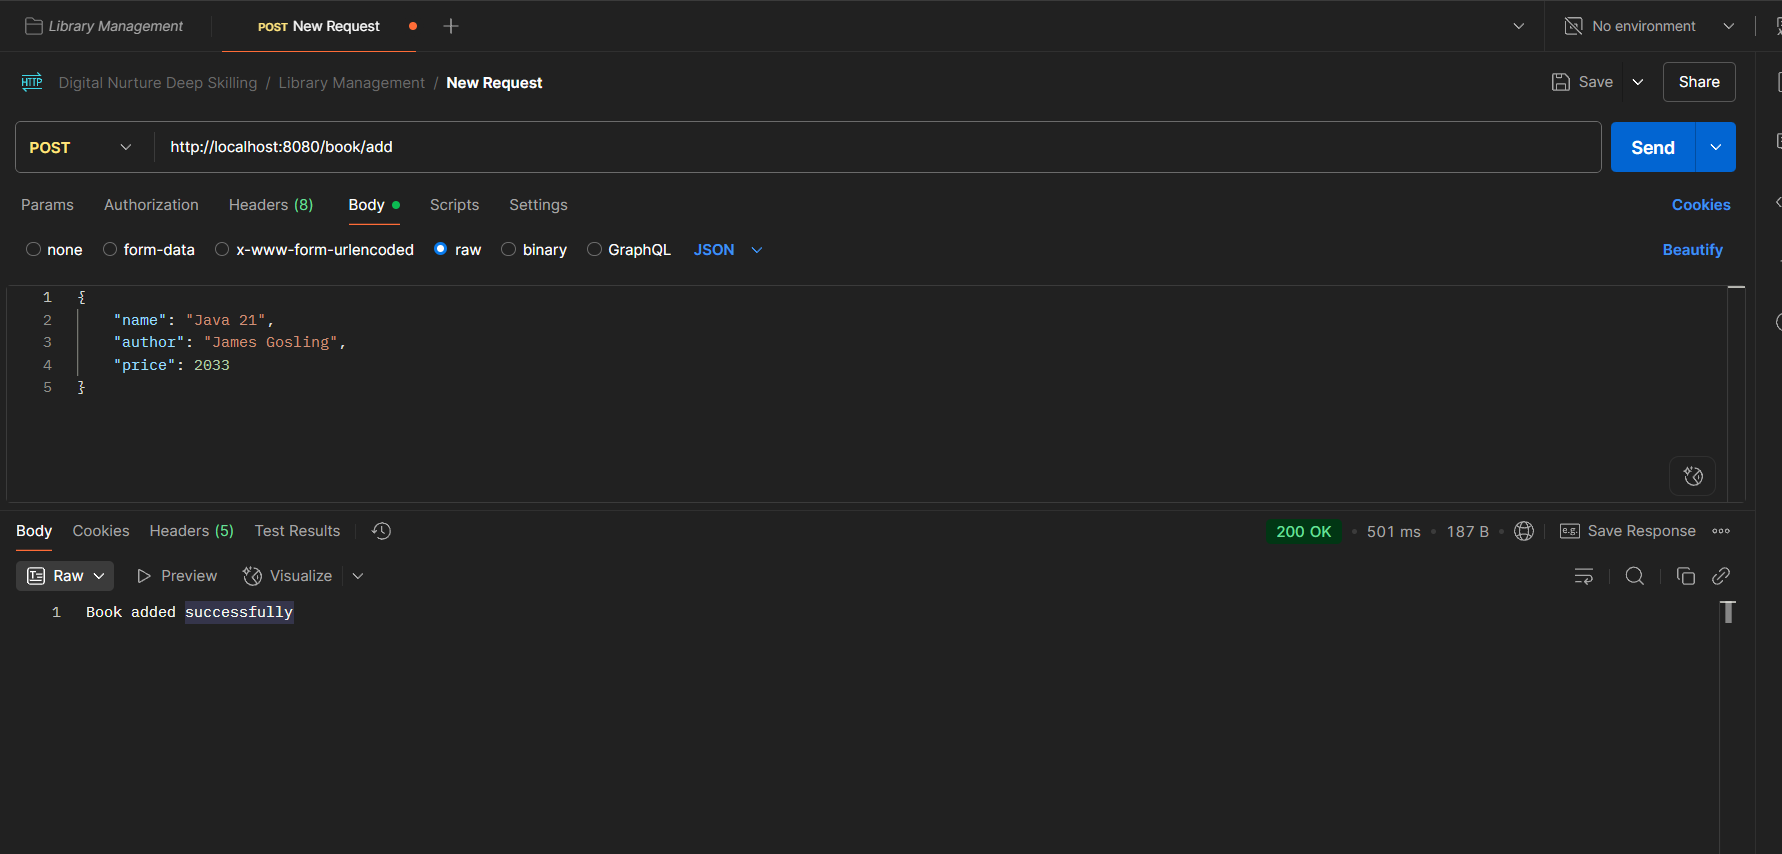 Library Management POST New Request No environment
HTTP Digital Nurture Deep Skilling / Library Management / New Request Save Share
POST http://localhost:8080/book/add Send
Params Authorization Headers (8) Body Scripts Settings Cookies
none form-data x-www-form-urlencoded raw binary GraphQL JSON Beautify
1 {
2 "name": "Java 21",
3 "author": "James Gosling",
4 "price": 2033
5 }
Body Cookies Headers (5) Test Results 200 OK • 501 ms • 187 B • e.g. Save Response
Raw Preview Visualize
1 Book added successfully